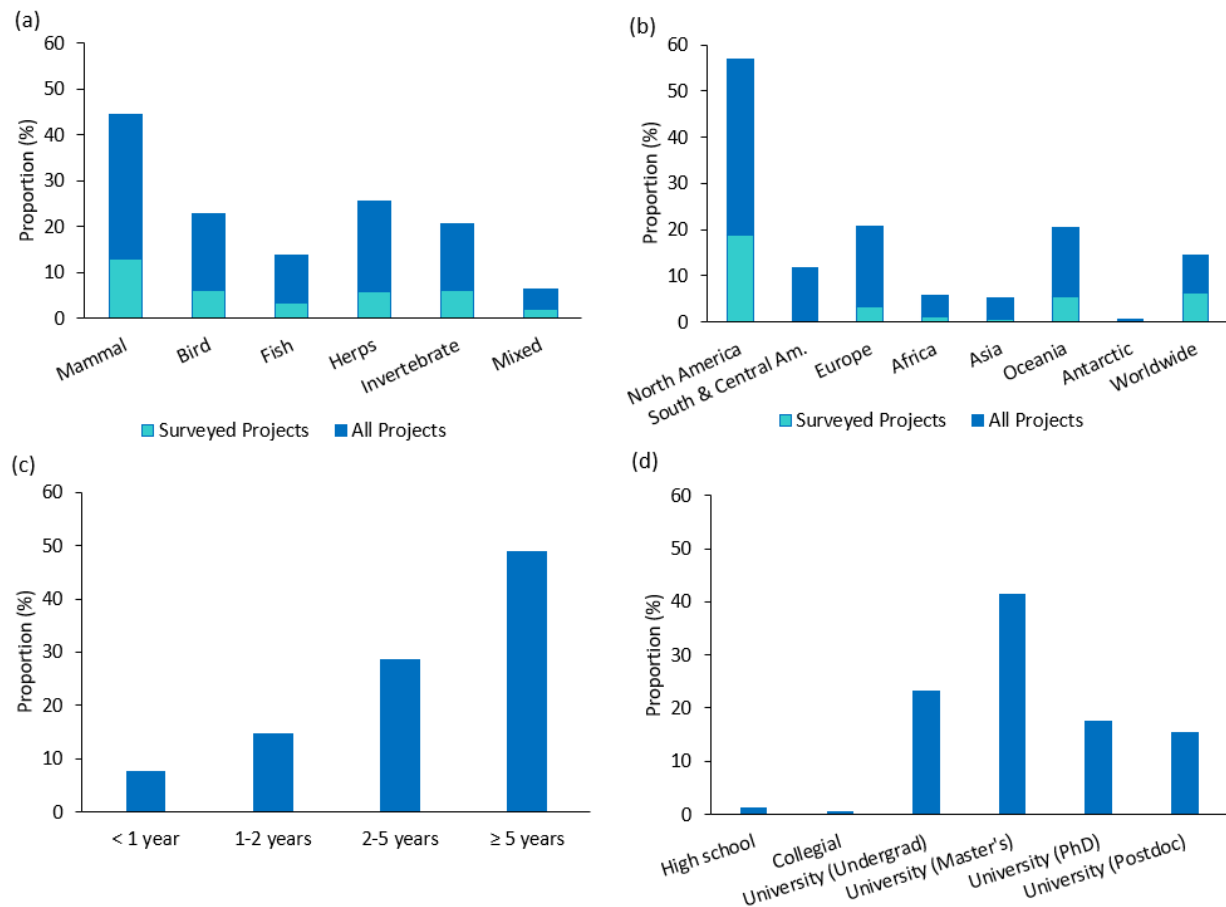 (a)
60
50
40
30
20
10
0
Proportion (%)
Mammal
Bird
Fish
Herps
Invertebrate
Mixed
Surveyed Projects All Projects
(b)
60
50
40
30
20
10
0
Proportion (%)
North America
South & Central Am.
Europe
Africa
Asia
Oceania
Antarctic
Worldwide
Surveyed Projects All Projects
(c)
60
50
40
30
20
10
0
Proportion (%)
< 1 year
1-2 years
2-5 years
≥ 5 years
(d)
60
50
40
30
20
10
0
Proportion (%)
High school
Collegial
University (Undergrad)
University (Master's)
University (PhD)
University (Postdoc)